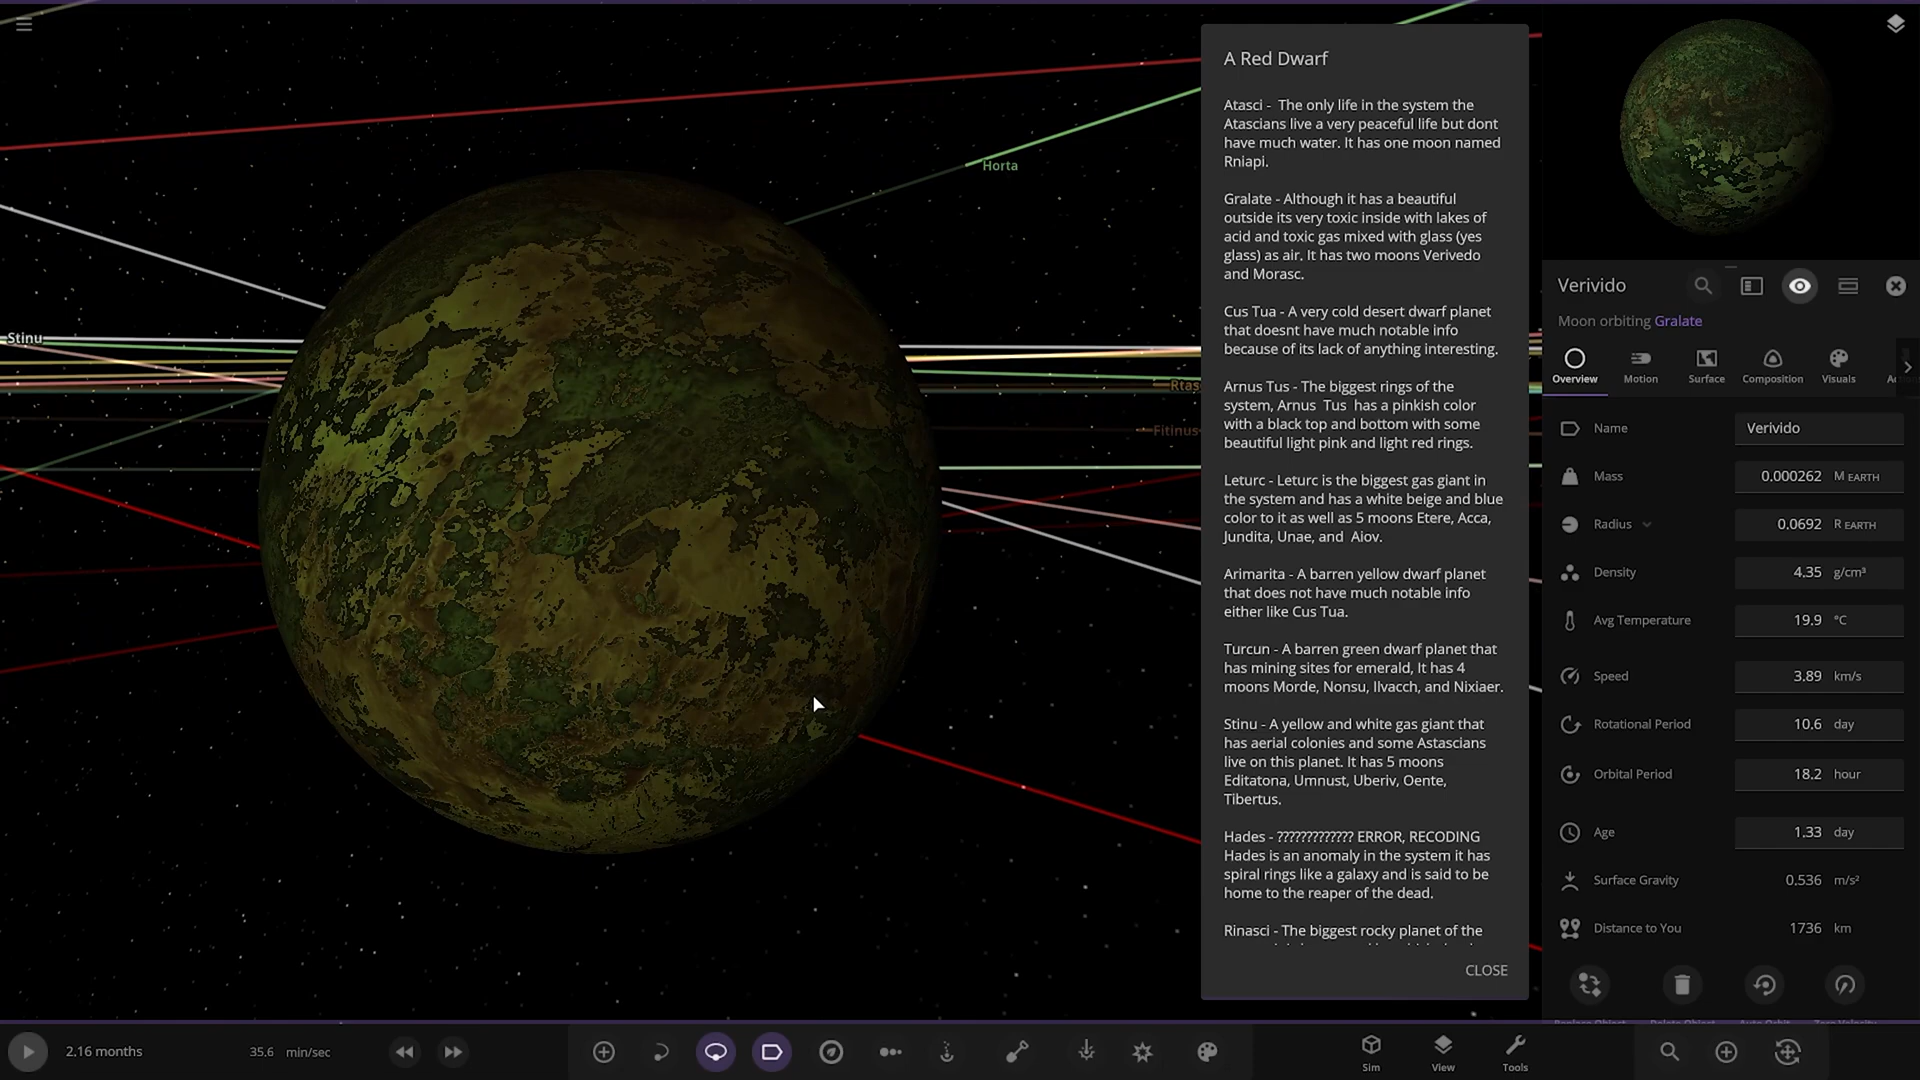 A Red Dwarf
Atasci -  The only life in the system the
Atascians live a very peaceful life but dont
have much water. It has one moon named
Rniapi.
Gralate - Although it has a beautiful
outside its very toxic inside with lakes of
acid and toxic gas mixed with glass (yes
glass) as air. It has two moons Verivedo
and Morasc.
Cus Tua - A very cold desert dwarf planet
that doesnt have much notable info
because of its lack of anything interesting.
Arnus Tus - The biggest rings of the
system, Arnus  Tus  has a pinkish color
with a black top and bottom with some
beautiful light pink and light red rings.
Leturc - Leturc is the biggest gas giant in
the system and has a white beige and blue
color to it as well as 5 moons Etere, Acca,
Jundita, Unae, and  Aiov.
Arimarita - A barren yellow dwarf planet
that does not have much notable info
either like Cus Tua.
Turcun - A barren green dwarf planet that
has mining sites for emerald, It has 4
moons Morde, Nonsu, Ilvacch, and Nixiaer.
Stinu - A yellow and white gas giant that
has aerial colonies and some Astascians
live on this planet. It has 5 moons
Editatona, Umnust, Uberiv, Oente,
Tibertus.
Hades - ????????????? ERROR, RECODING
Hades is an anomaly in the system it has
spiral rings like a galaxy and is said to be
home to the reaper of the dead.
Rinasci - The biggest rocky planet of the
CLOSE
Horta
Stinu
Rtas
Fitinus
Verivido
Moon orbiting Gralate
Overview Motion Surface Composition Visuals
Name Verivido
Mass 0.000262 M EARTH
Radius 0.0692 R EARTH
Density 4.35 g/cm³
Avg Temperature 19.9 °C
Speed 3.89 km/s
Rotational Period 10.6 day
Orbital Period 18.2 hour
Age 1.33 day
Surface Gravity 0.536 m/s²
Distance to You 1736 km
2.16 months 35.6 min/sec
Sim View Tools